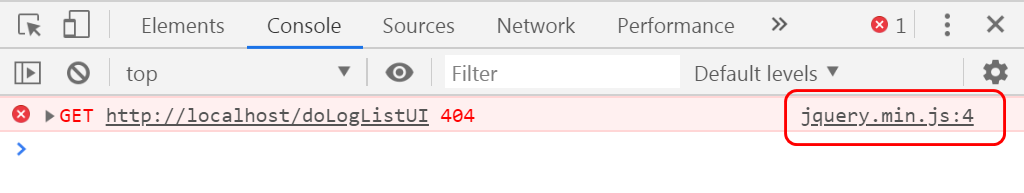 Elements Console Sources Network Performance » 1
top Filter Default levels
GET http://localhost/doLogListUI 404 jquery.min.js:4